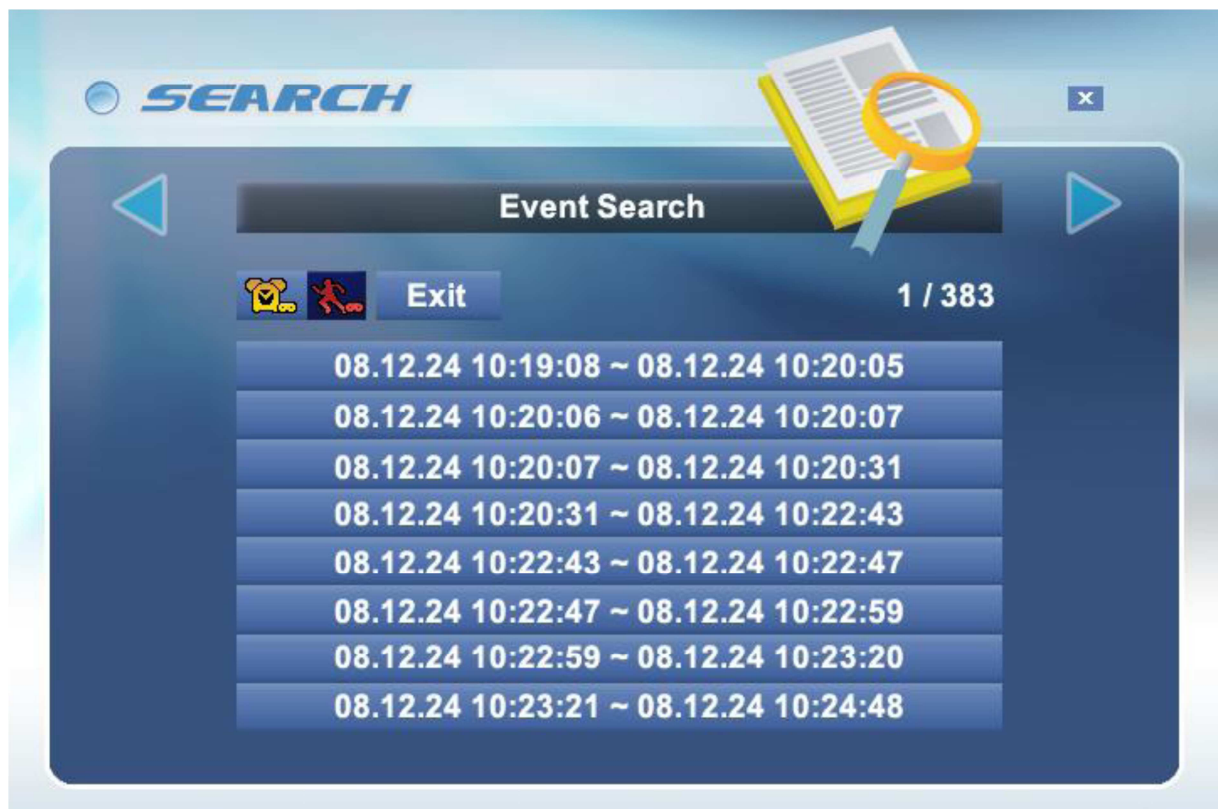 SEARCH
x
Event Search
Exit
1 / 383
08.12.24 10:19:08 ~ 08.12.24 10:20:05
08.12.24 10:20:06 ~ 08.12.24 10:20:07
08.12.24 10:20:07 ~ 08.12.24 10:20:31
08.12.24 10:20:31 ~ 08.12.24 10:22:43
08.12.24 10:22:43 ~ 08.12.24 10:22:47
08.12.24 10:22:47 ~ 08.12.24 10:22:59
08.12.24 10:22:59 ~ 08.12.24 10:23:20
08.12.24 10:23:21 ~ 08.12.24 10:24:48